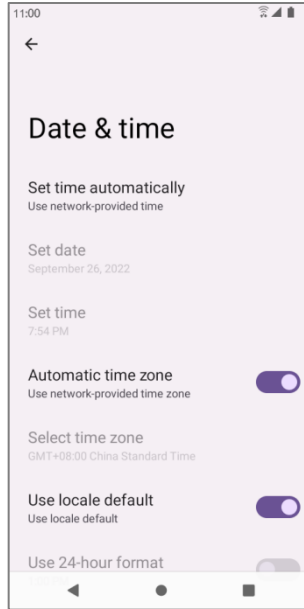 11:00
Date & time
Set time automatically
Use network-provided time
Set date
September 26, 2022
Set time
7:54 PM
Automatic time zone
Use network-provided time zone
Select time zone
GMT+08:00 China Standard Time
Use locale default
Use locale default
Use 24-hour format